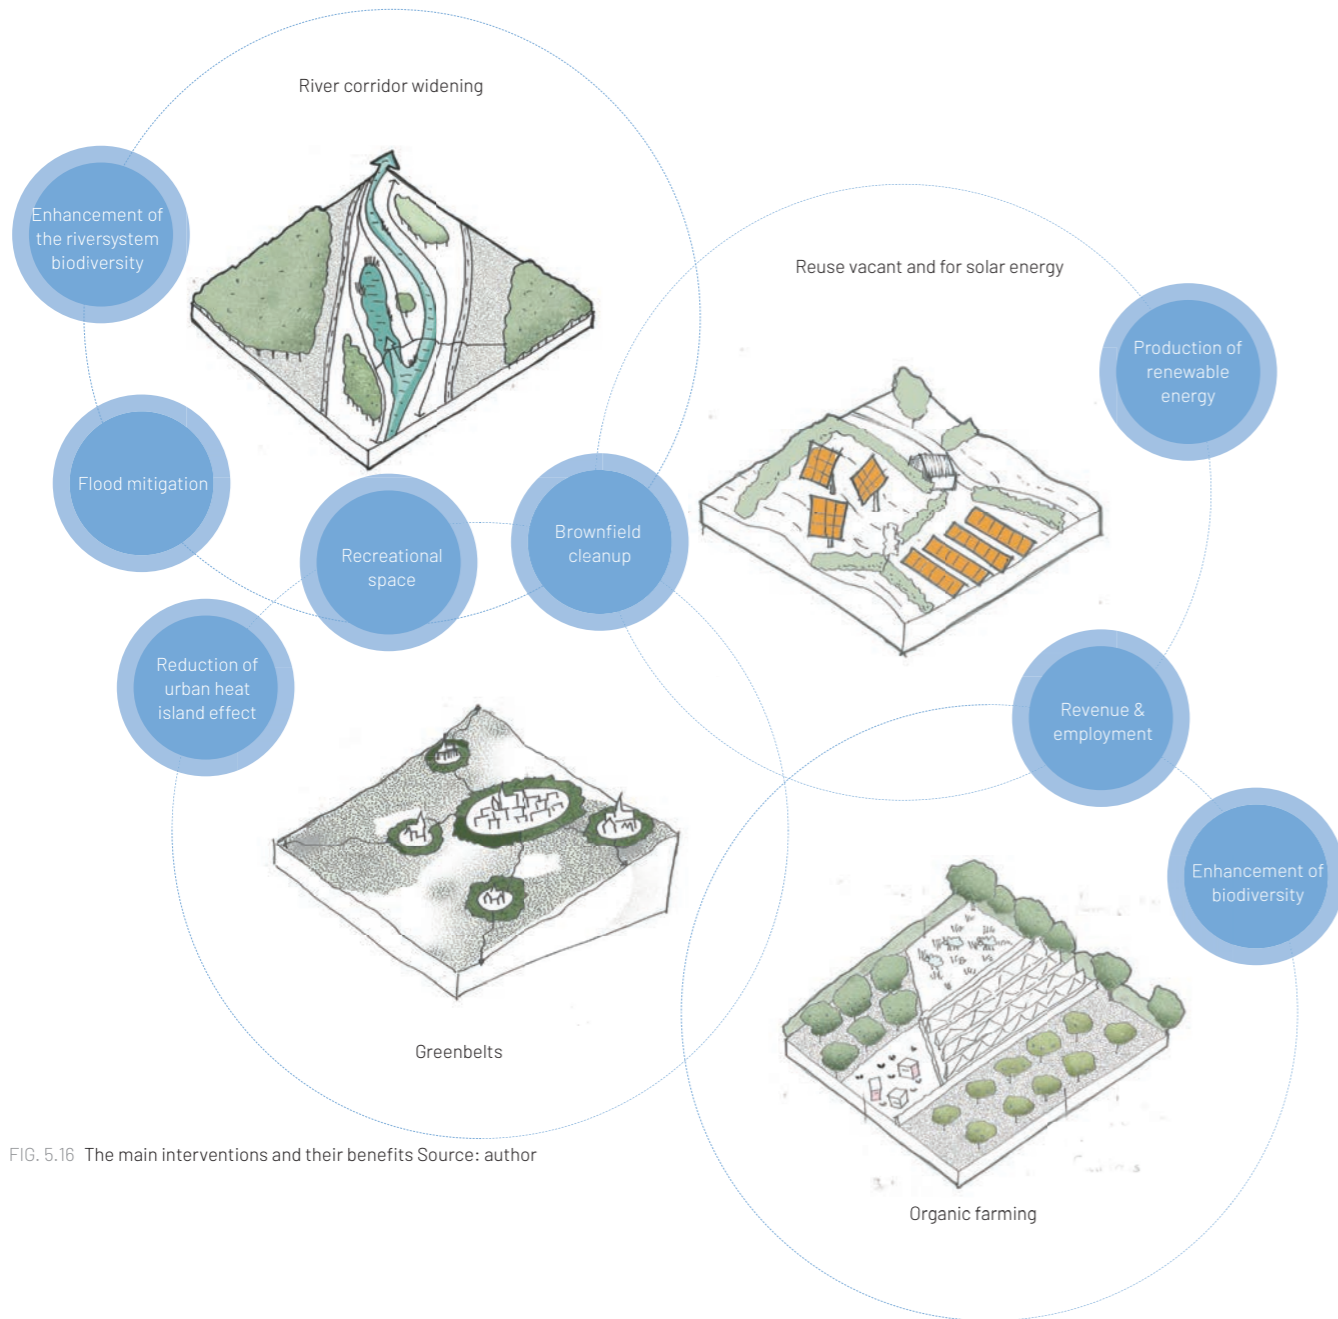 River corridor widening
Enhancement of
the riversystem
biodiversity
Reuse vacant and for solar energy
Production of
renewable
energy
Flood mitigation
Recreational
space
Brownfield
cleanup
Reduction of
urban heat
island effect
Revenue &
employment
Enhancement of
biodiversity
Greenbelts
FIG. 5.16 The main interventions and their benefits Source: author
Organic farming